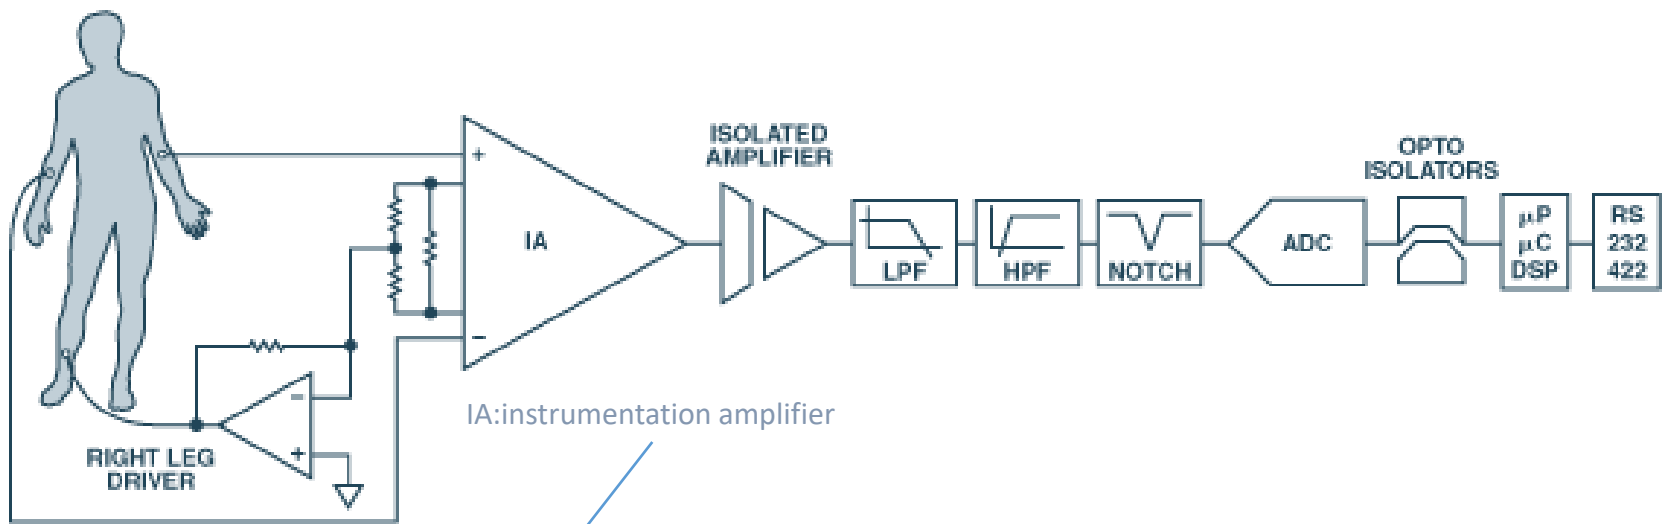 ISOLATED
AMPLIFIER
OPTO
ISOLATORS
+
IA
−
LPF
HPF
NOTCH
ADC
μP
μC
DSP
RS
232
422
−
+
RIGHT LEG
DRIVER
IA:instrumentation amplifier